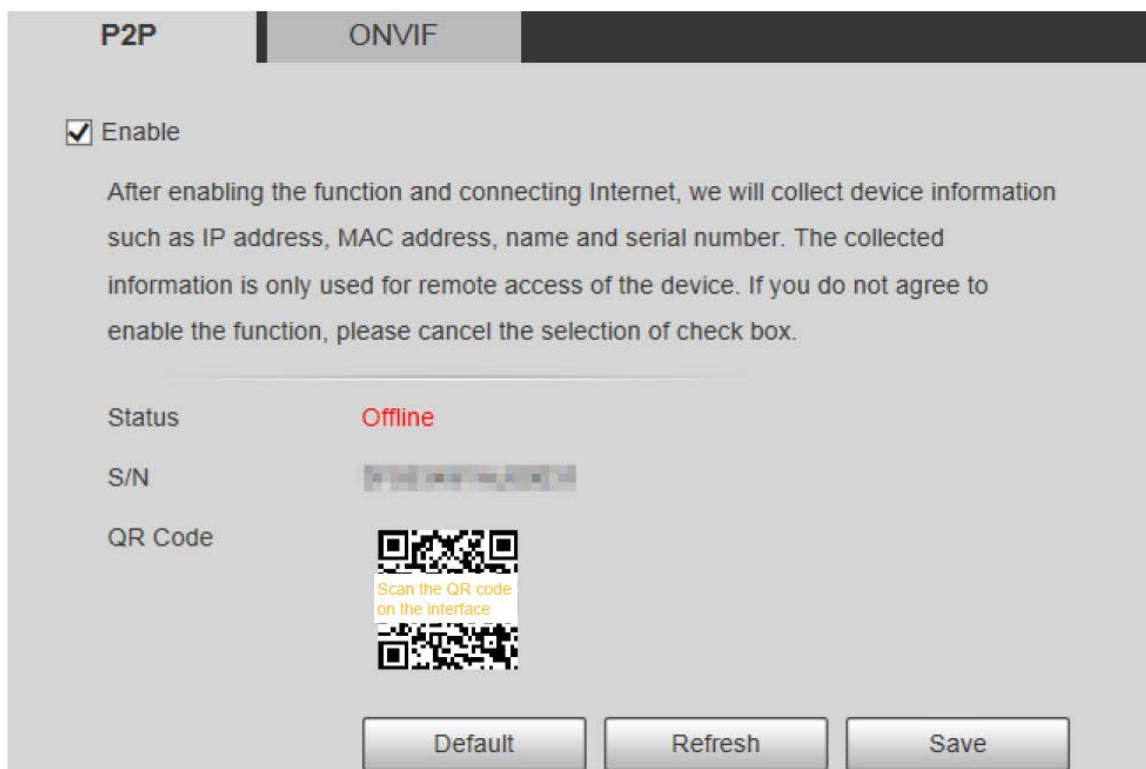 P2P ONVIF
Enable
After enabling the function and connecting Internet, we will collect device information
such as IP address, MAC address, name and serial number. The collected
information is only used for remote access of the device. If you do not agree to
enable the function, please cancel the selection of check box.
Status Offline
S/N
QR Code
Scan the QR code
on the interface
Default Refresh Save